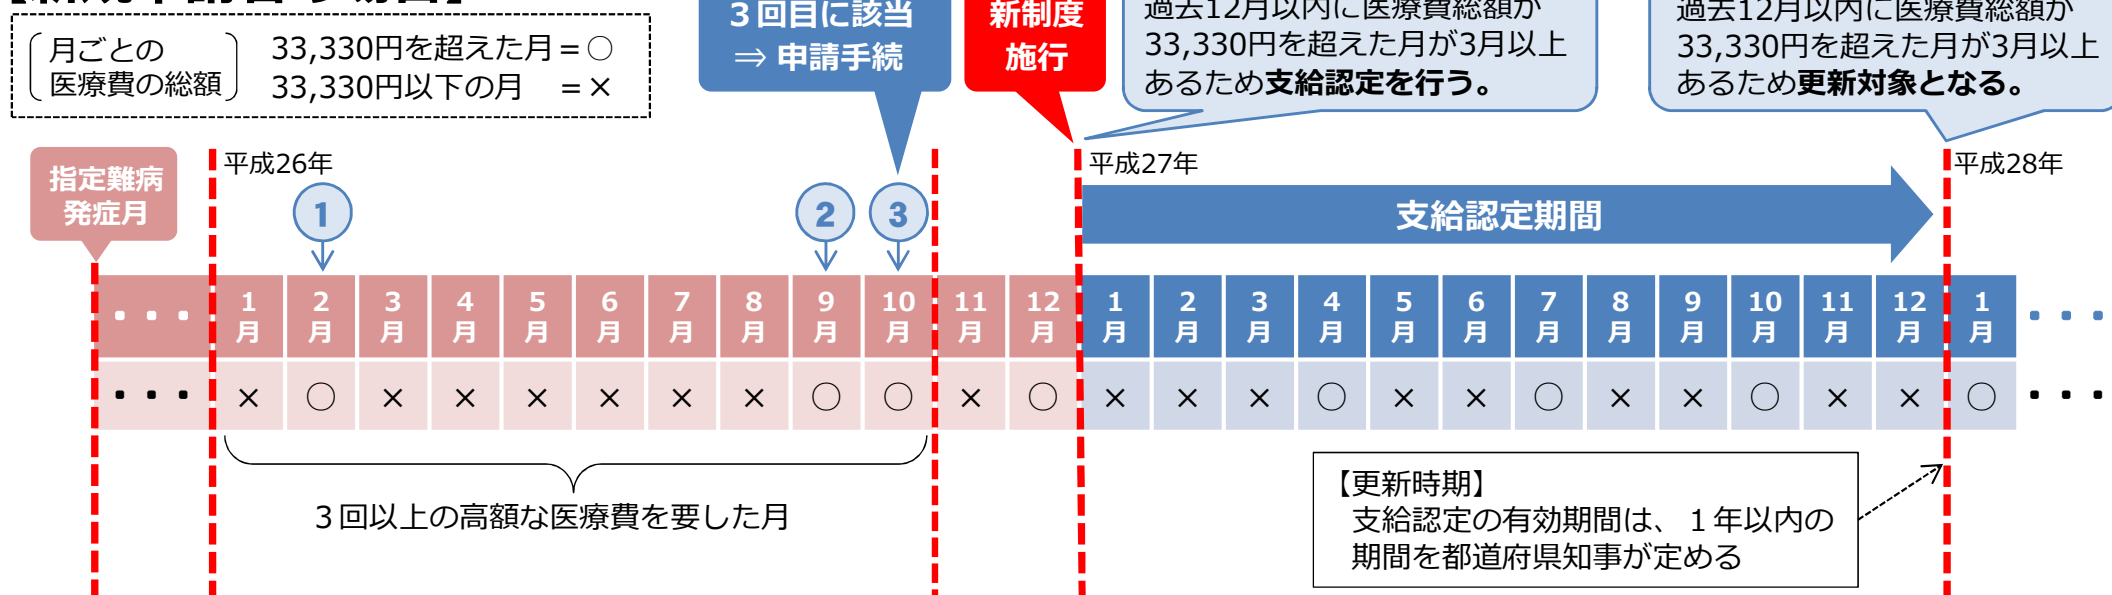 月ごとの
医療費の総額
33,330円を超えた月＝○
33,330円以下の月　＝×
３回目に該当
⇒ 申請手続
新制度
施行
過去12月以内に医療費総額が
33,330円を超えた月が3月以上
あるため支給認定を行う。
過去12月以内に医療費総額が
33,330円を超えた月が3月以上
あるため更新対象となる。
指定難病
発症月
平成26年
平成27年
平成28年
1 2 3
支給認定期間
・・・ 1月 2月 3月 4月 5月 6月 7月 8月 9月 10月 11月 12月 1月 2月 3月 4月 5月 6月 7月 8月 9月 10月 11月 12月 1月 ・・・
・・・ × ○ × × × × × × ○ ○ × ○ × × × ○ × × ○ × × ○ × × ○ ・・・
３回以上の高額な医療費を要した月
【更新時期】
支給認定の有効期間は、１年以内の
期間を都道府県知事が定める